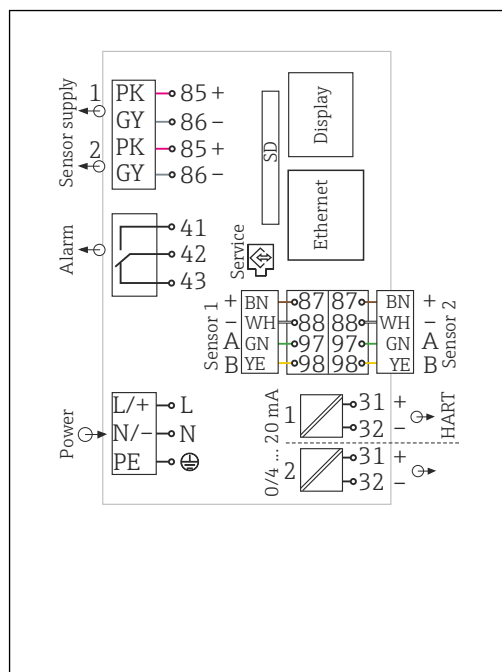 Sensor supply
1 PK 85 +
GY 86 −
2 PK 85 +
GY 86 −
Display
SD
Ethernet
Alarm
41
42
43
Service
Sensor 1
+ BN 87 87 BN +
− WH 88 88 WH −
A GN 97 97 GN A
B YE 98 98 YE B
Sensor 2
Power
L/+ L
N/− N
PE
0/4 ... 20 mA
1 31 +
32 −
HART
2 31 +
32 −